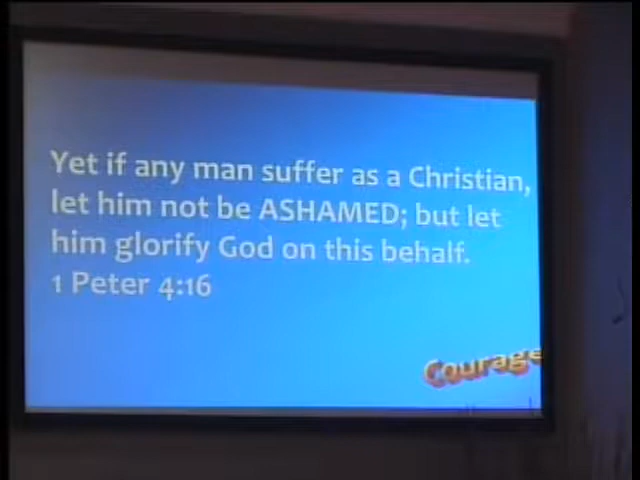 Yet if any man suffer as a Christian,
let him not be ASHAMED; but let
him glorify God on this behalf.
1 Peter 4:16
Courage